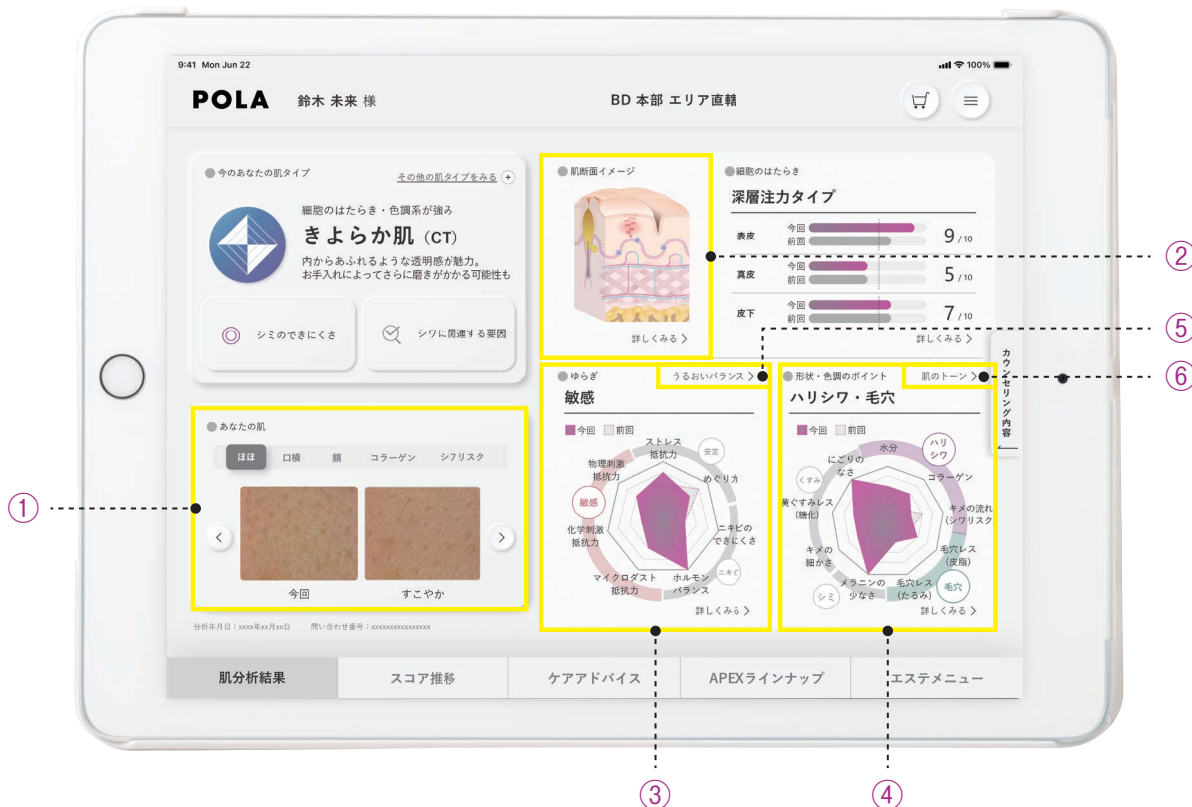 9:41 Mon Jun 22
100%
POLA
鈴木 未来 様
BD 本部 エリア直轄
今のあなたの肌タイプ
その他の肌タイプをみる
細胞のはたらき・色調系が強み
きよらか肌（CT）
内からあふれるような透明感が魅力。
お手入れによってさらに磨きがかかる可能性も
シミのできにくさ
シワに関連する要因
あなたの肌
ほほ
口横
額
コラーゲン
シワリスク
今回
すこやか
分析年月日：xxxx年xx月xx日
問い合わせ番号：xxxxxxxxxxxxxxx
肌断面イメージ
詳しくみる
細胞のはたらき
深層注力タイプ
表皮
今回
前回
9 /10
真皮
今回
前回
5 /10
皮下
今回
前回
7 /10
詳しくみる
ゆらぎ
うるおいバランス
敏感
今回
前回
ストレス
抵抗力
安定
めぐり力
ニキビの
できにくさ
ニキビ
ホルモン
バランス
マイクロダスト
抵抗力
化学刺激
抵抗力
敏感
物理刺激
抵抗力
詳しくみる
形状・色調のポイント
肌のトーン
ハリシワ・毛穴
今回
前回
水分
ハリ
シワ
コラーゲン
キメの流れ
(シワリスク
毛穴レス
(皮脂)
毛穴
毛穴レス
(たるみ)
メラニンの
少なさ
シミ
キメの
細かさ
黄ぐすみレス
(糖化)
くすみ
にごりの
なさ
詳しくみる
カウンセリング内容
肌分析結果
スコア推移
ケアアドバイス
APEXラインナップ
エステメニュー
①
②
⑤
⑥
③
④